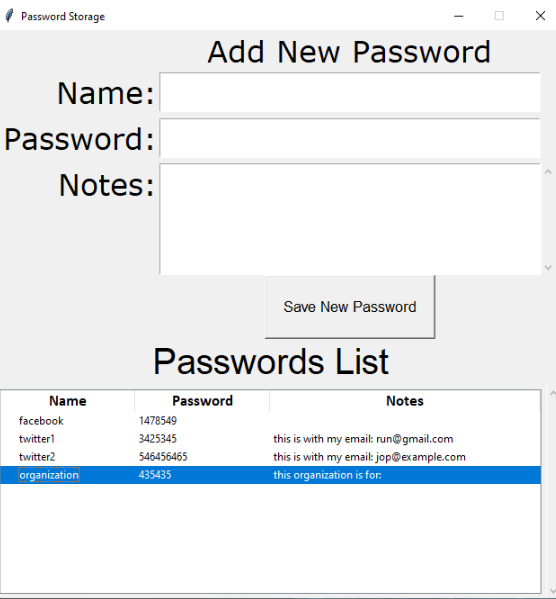 Password Storage
Add New Password
Name:
Password:
Notes:
Save New Password
Passwords List
Name Password Notes
facebook 1478549
twitter1 3425345 this is with my email: run@gmail.com
twitter2 546456465 this is with my email: jop@example.com
organization 435435 this organization is for: